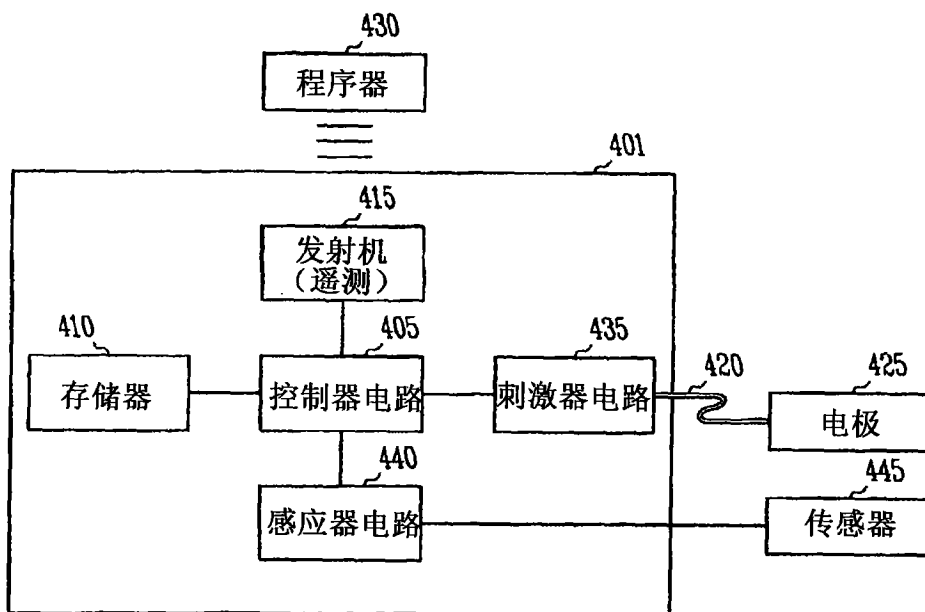 430
程序器
401
415
发射机
（遥测）
410
存储器
405
控制器电路
435
刺激器电路
420
425
电极
440
感应器电路
445
传感器